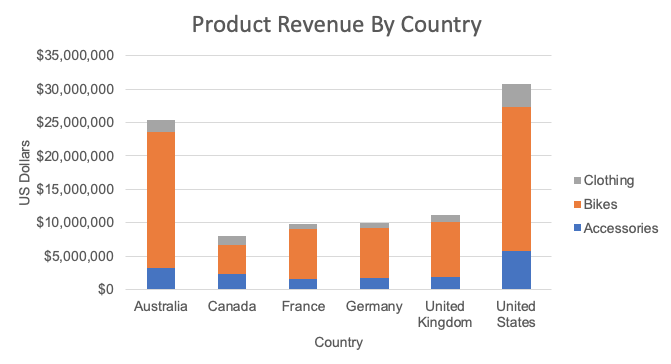 Product Revenue By Country
$35,000,000
$30,000,000
$25,000,000
$20,000,000
$15,000,000
$10,000,000
$5,000,000
$0
US Dollars
Australia
Canada
France
Germany
United
Kingdom
United
States
Country
Clothing
Bikes
Accessories